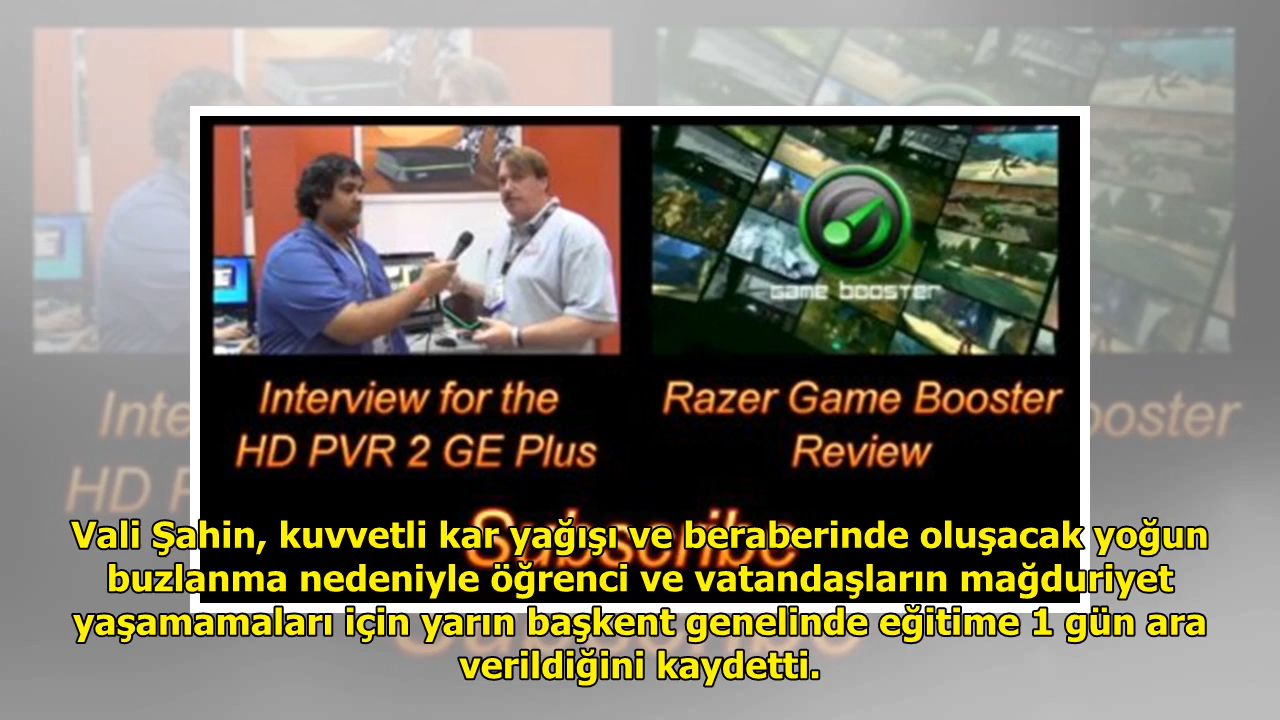 GAME BOOSTER
Interview for the
HD PVR 2 GE Plus
Razer Game Booster
Review
Subscribe
Vali Şahin, kuvvetli kar yağışı ve beraberinde oluşacak yoğun
buzlanma nedeniyle öğrenci ve vatandaşların mağduriyet
yaşamamaları için yarın başkent genelinde eğitime 1 gün ara
verildiğini kaydetti.